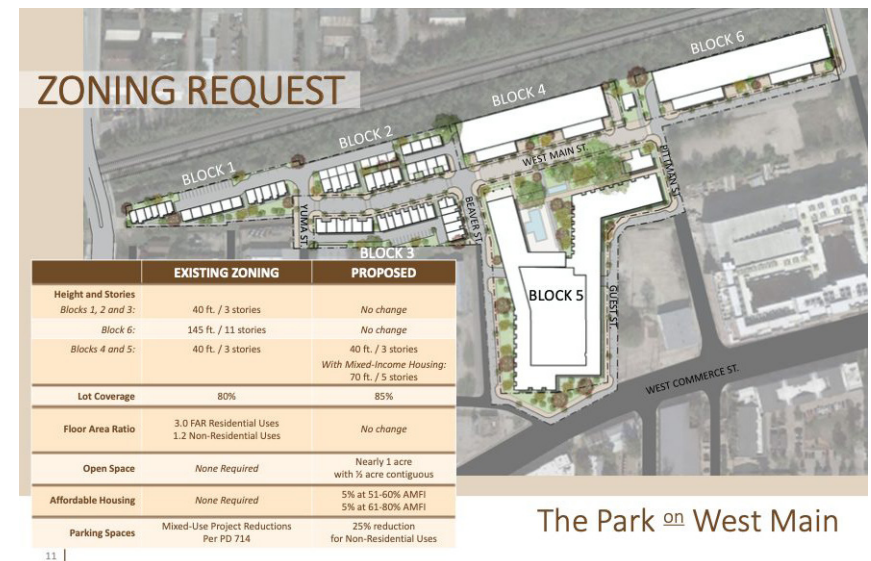 ZONING REQUEST
BLOCK 1
BLOCK 2
BLOCK 4
BLOCK 6
WEST MAIN ST.
PITTMAN ST.
YUMA ST.
BEAVER ST.
BLOCK 3
BLOCK 5
GUEST ST.
WEST COMMERCE ST.
EXISTING ZONING PROPOSED
Height and Stories
Blocks 1, 2 and 3: 40 ft. / 3 stories No change
Block 6: 145 ft. / 11 stories No change
Blocks 4 and 5: 40 ft. / 3 stories 40 ft. / 3 stories
With Mixed-Income Housing:
70 ft. / 5 stories
Lot Coverage 80% 85%
Floor Area Ratio 3.0 FAR Residential Uses No change
1.2 Non-Residential Uses
Open Space None Required Nearly 1 acre
with ½ acre contiguous
Affordable Housing None Required 5% at 51-60% AMFI
5% at 61-80% AMFI
Parking Spaces Mixed-Use Project Reductions 25% reduction
Per PD 714 for Non-Residential Uses
The Park on West Main
11